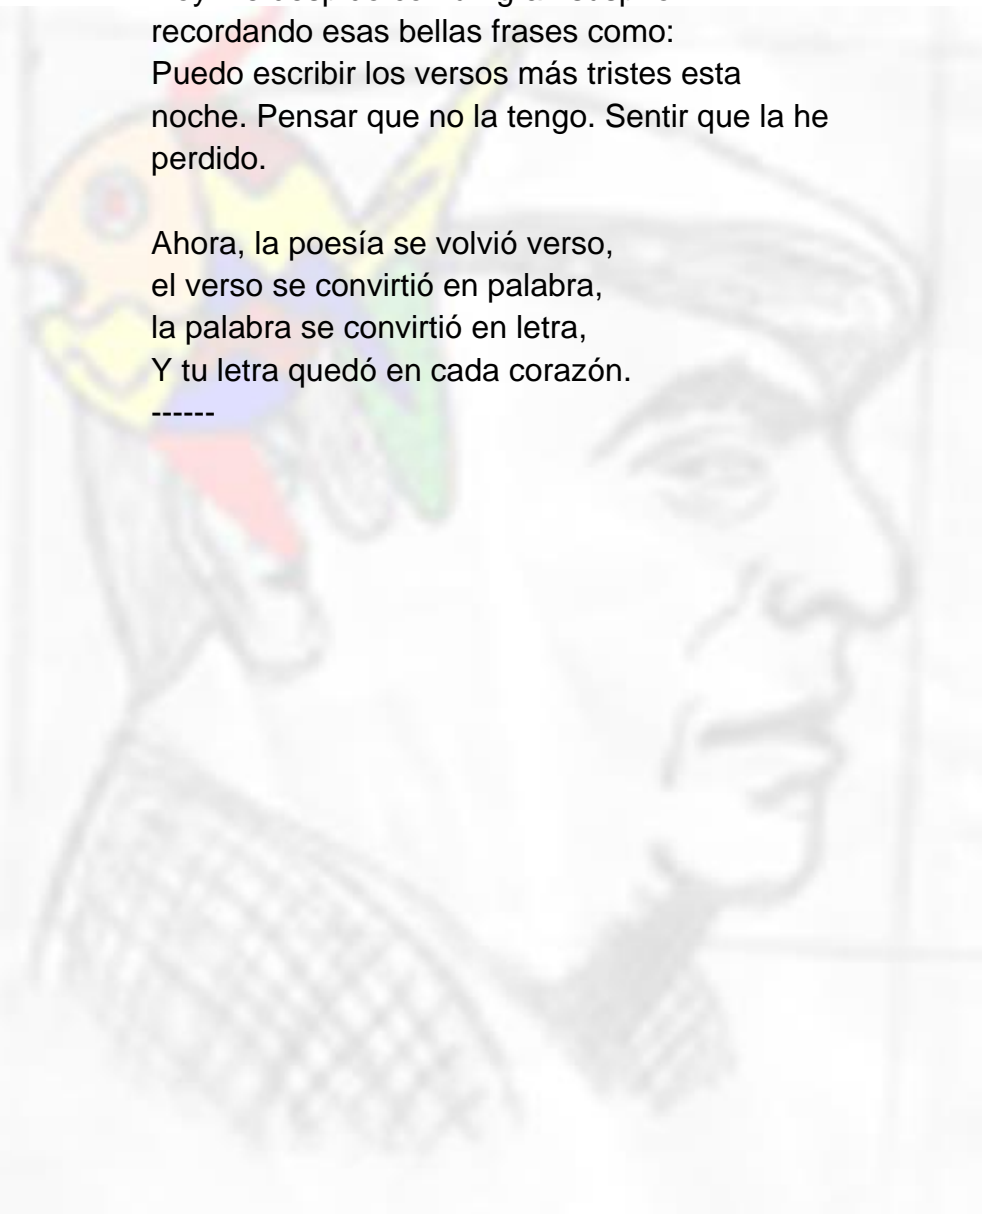 recordando esas bellas frases como:
Puedo escribir los versos más tristes esta
noche. Pensar que no la tengo. Sentir que la he
perdido.
Ahora, la poesía se volvió verso,
el verso se convirtió en palabra,
la palabra se convirtió en letra,
Y tu letra quedó en cada corazón.
------